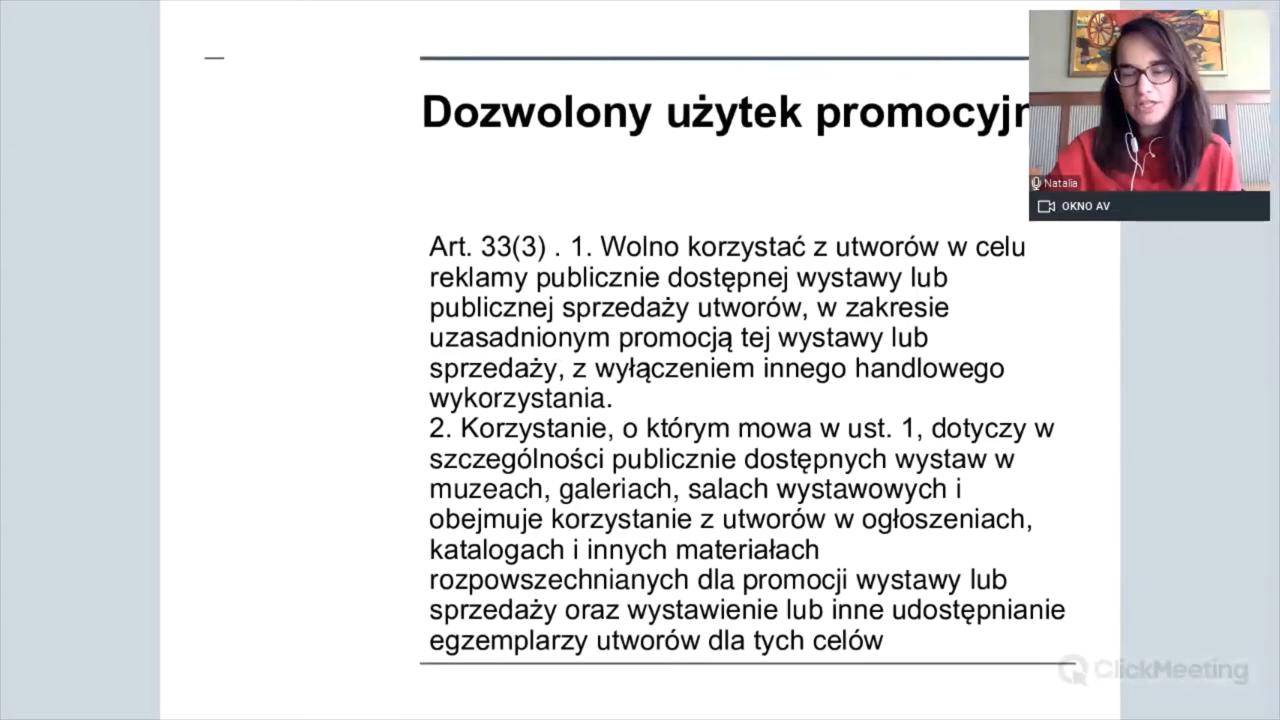 Dozwolony użytek promocyjn
Natalia
OKNO AV
Art. 33(3) . 1. Wolno korzystać z utworów w celu
reklamy publicznie dostępnej wystawy lub
publicznej sprzedaży utworów, w zakresie
uzasadnionym promocją tej wystawy lub
sprzedaży, z wyłączeniem innego handlowego
wykorzystania.
2. Korzystanie, o którym mowa w ust. 1, dotyczy w
szczególności publicznie dostępnych wystaw w
muzeach, galeriach, salach wystawowych i
obejmuje korzystanie z utworów w ogłoszeniach,
katalogach i innych materiałach
rozpowszechnianych dla promocji wystawy lub
sprzedaży oraz wystawienie lub inne udostępnianie
egzemplarzy utworów dla tych celów
ClickMeeting